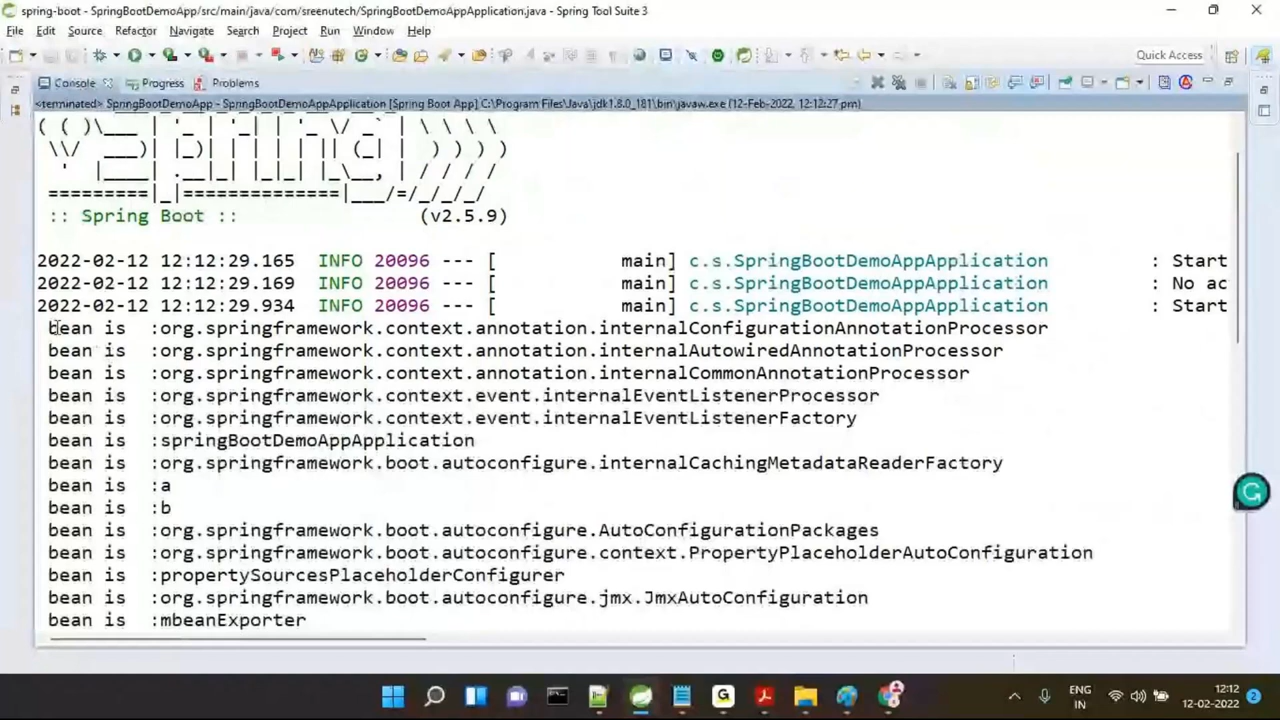 spring-boot - SpringBootDemoApp/src/main/java/com/sreenutech/SpringBootDemoAppApplication.java - Spring Tool Suite 3
File Edit Source Refactor Navigate Search Project Run Window Help
Quick Access
Console Progress Problems
<terminated> SpringBootDemoApp - SpringBootDemoAppApplication [Spring Boot App] C:\Program Files\Java\jdk1.8.0_181\bin\javaw.exe (12-Feb-2022, 12:12:27 pm)
( ( )\___ | '_ | '_| | '_ \/ _` | \ \ \ \
\\/  ___)| |_)| | | | | || (_| |  ) ) ) )
'  |____| .__|_| |_|_| |_\__, | / / / /
=========|_|==============|___/=/_/_/_/
:: Spring Boot :: (v2.5.9)
2022-02-12 12:12:29.165 INFO 20096 --- [ main] c.s.SpringBootDemoAppApplication : Start
2022-02-12 12:12:29.169 INFO 20096 --- [ main] c.s.SpringBootDemoAppApplication : No ac
2022-02-12 12:12:29.934 INFO 20096 --- [ main] c.s.SpringBootDemoAppApplication : Start
bean is :org.springframework.context.annotation.internalConfigurationAnnotationProcessor
bean is :org.springframework.context.annotation.internalAutowiredAnnotationProcessor
bean is :org.springframework.context.annotation.internalCommonAnnotationProcessor
bean is :org.springframework.context.event.internalEventListenerProcessor
bean is :org.springframework.context.event.internalEventListenerFactory
bean is :springBootDemoAppApplication
bean is :org.springframework.boot.autoconfigure.internalCachingMetadataReaderFactory
bean is :a
bean is :b
bean is :org.springframework.boot.autoconfigure.AutoConfigurationPackages
bean is :org.springframework.boot.autoconfigure.context.PropertyPlaceholderAutoConfiguration
bean is :propertySourcesPlaceholderConfigurer
bean is :org.springframework.boot.autoconfigure.jmx.JmxAutoConfiguration
bean is :mbeanExporter
ENG
IN
12:12
12-02-2022
2